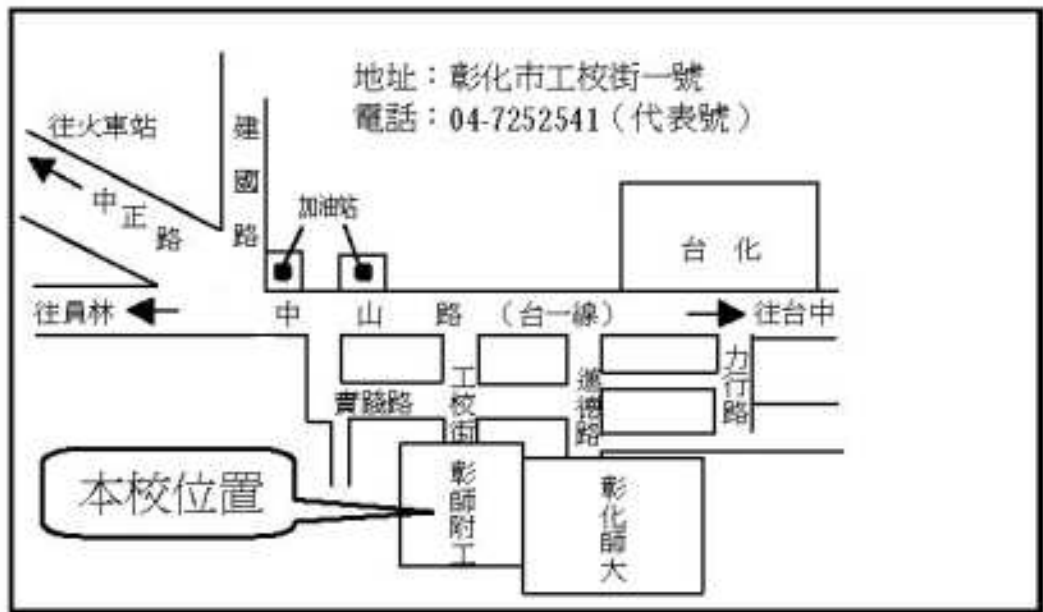 地址：彰化市工校街一號
電話：04-7252541（代表號）
往火車站
建國路
中正路
加油站
台化
往員林
中山路（台一線）
往台中
實踐路
工校街
進德路
力行路
本校位置
彰師附工
彰化師大